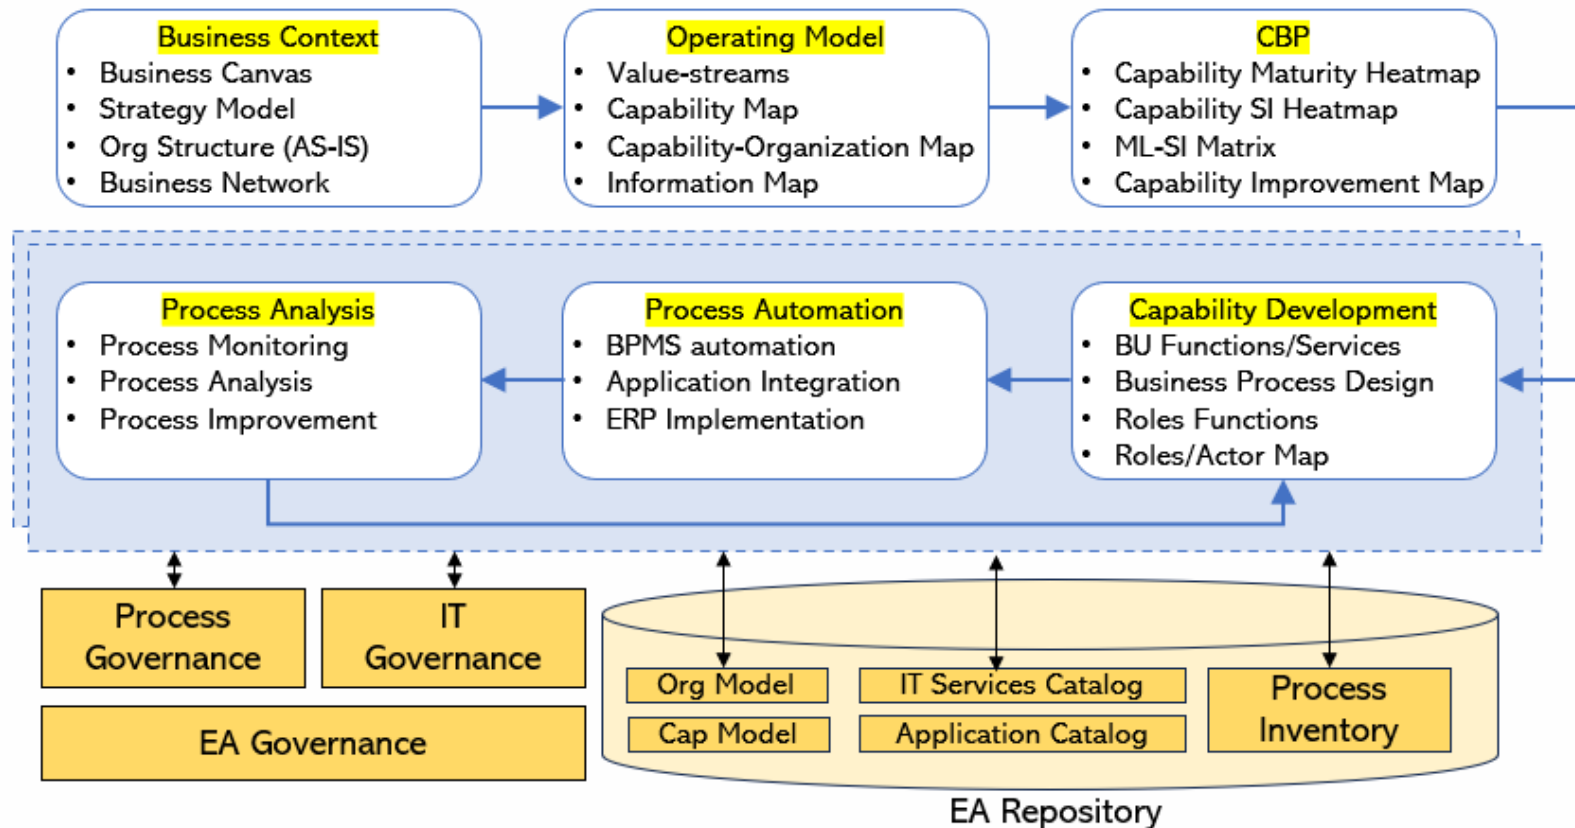 Business Context
• Business Canvas
• Strategy Model
• Org Structure (AS-IS)
• Business Network
Operating Model
• Value-streams
• Capability Map
• Capability-Organization Map
• Information Map
CBP
• Capability Maturity Heatmap
• Capability SI Heatmap
• ML-SI Matrix
• Capability Improvement Map
Process Analysis
• Process Monitoring
• Process Analysis
• Process Improvement
Process Automation
• BPMS automation
• Application Integration
• ERP Implementation
Capability Development
• BU Functions/Services
• Business Process Design
• Roles Functions
• Roles/Actor Map
Process
Governance
IT
Governance
EA Governance
Org Model
Cap Model
IT Services Catalog
Application Catalog
Process
Inventory
EA Repository